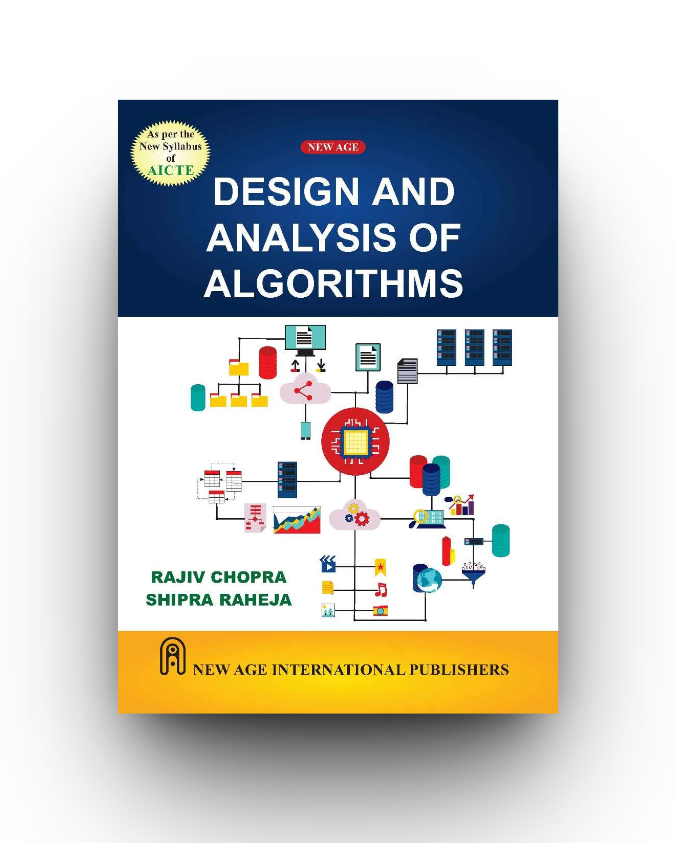 As per the
New Syllabus
of
AICTE
NEW AGE
DESIGN AND
ANALYSIS OF
ALGORITHMS
RAJIV CHOPRA
SHIPRA RAHEJA
NEW AGE INTERNATIONAL PUBLISHERS